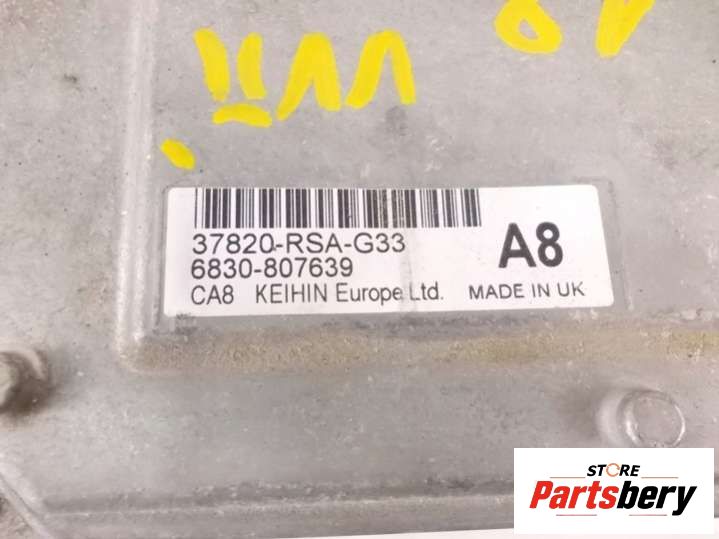 37820-RSA-G33
6830-807639
A8
CA8 KEIHIN Europe Ltd. MADE IN UK
STORE
Partsbery